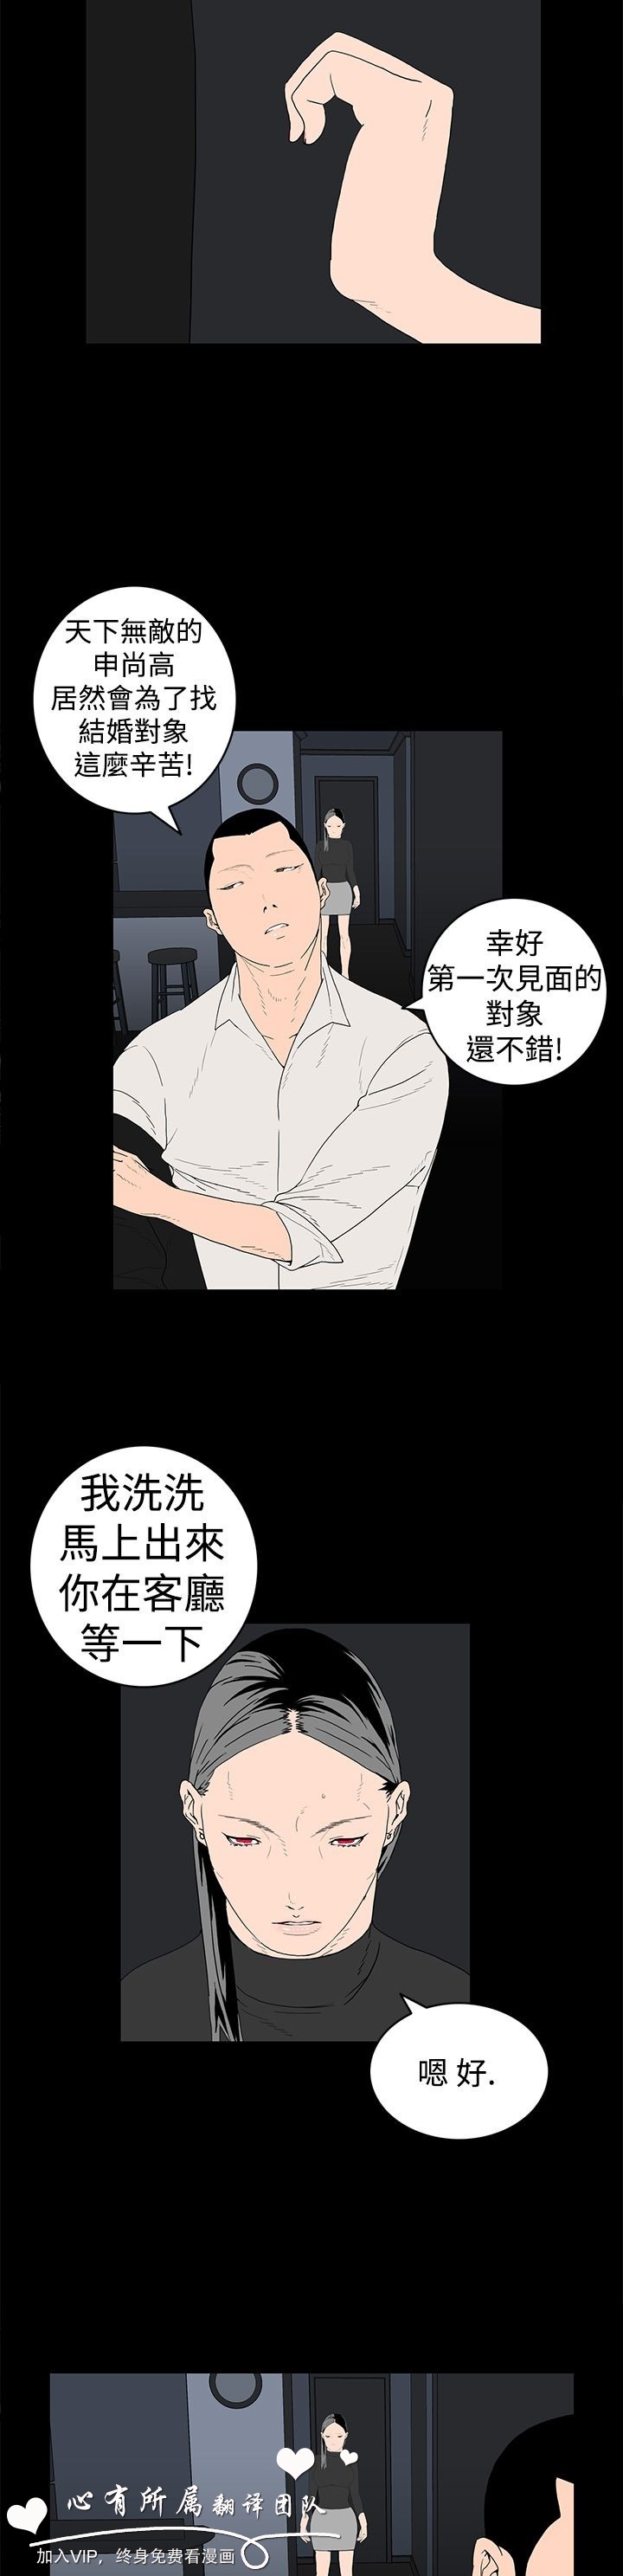 天下無敵的
申尚高
居然會為了找
結婚對象
這麼辛苦!
幸好
第一次見面的
對象
還不錯!
我洗洗
馬上出來
你在客廳
等一下
嗯 好.
心有所属翻译团队
加入VIP，终身免费看漫画